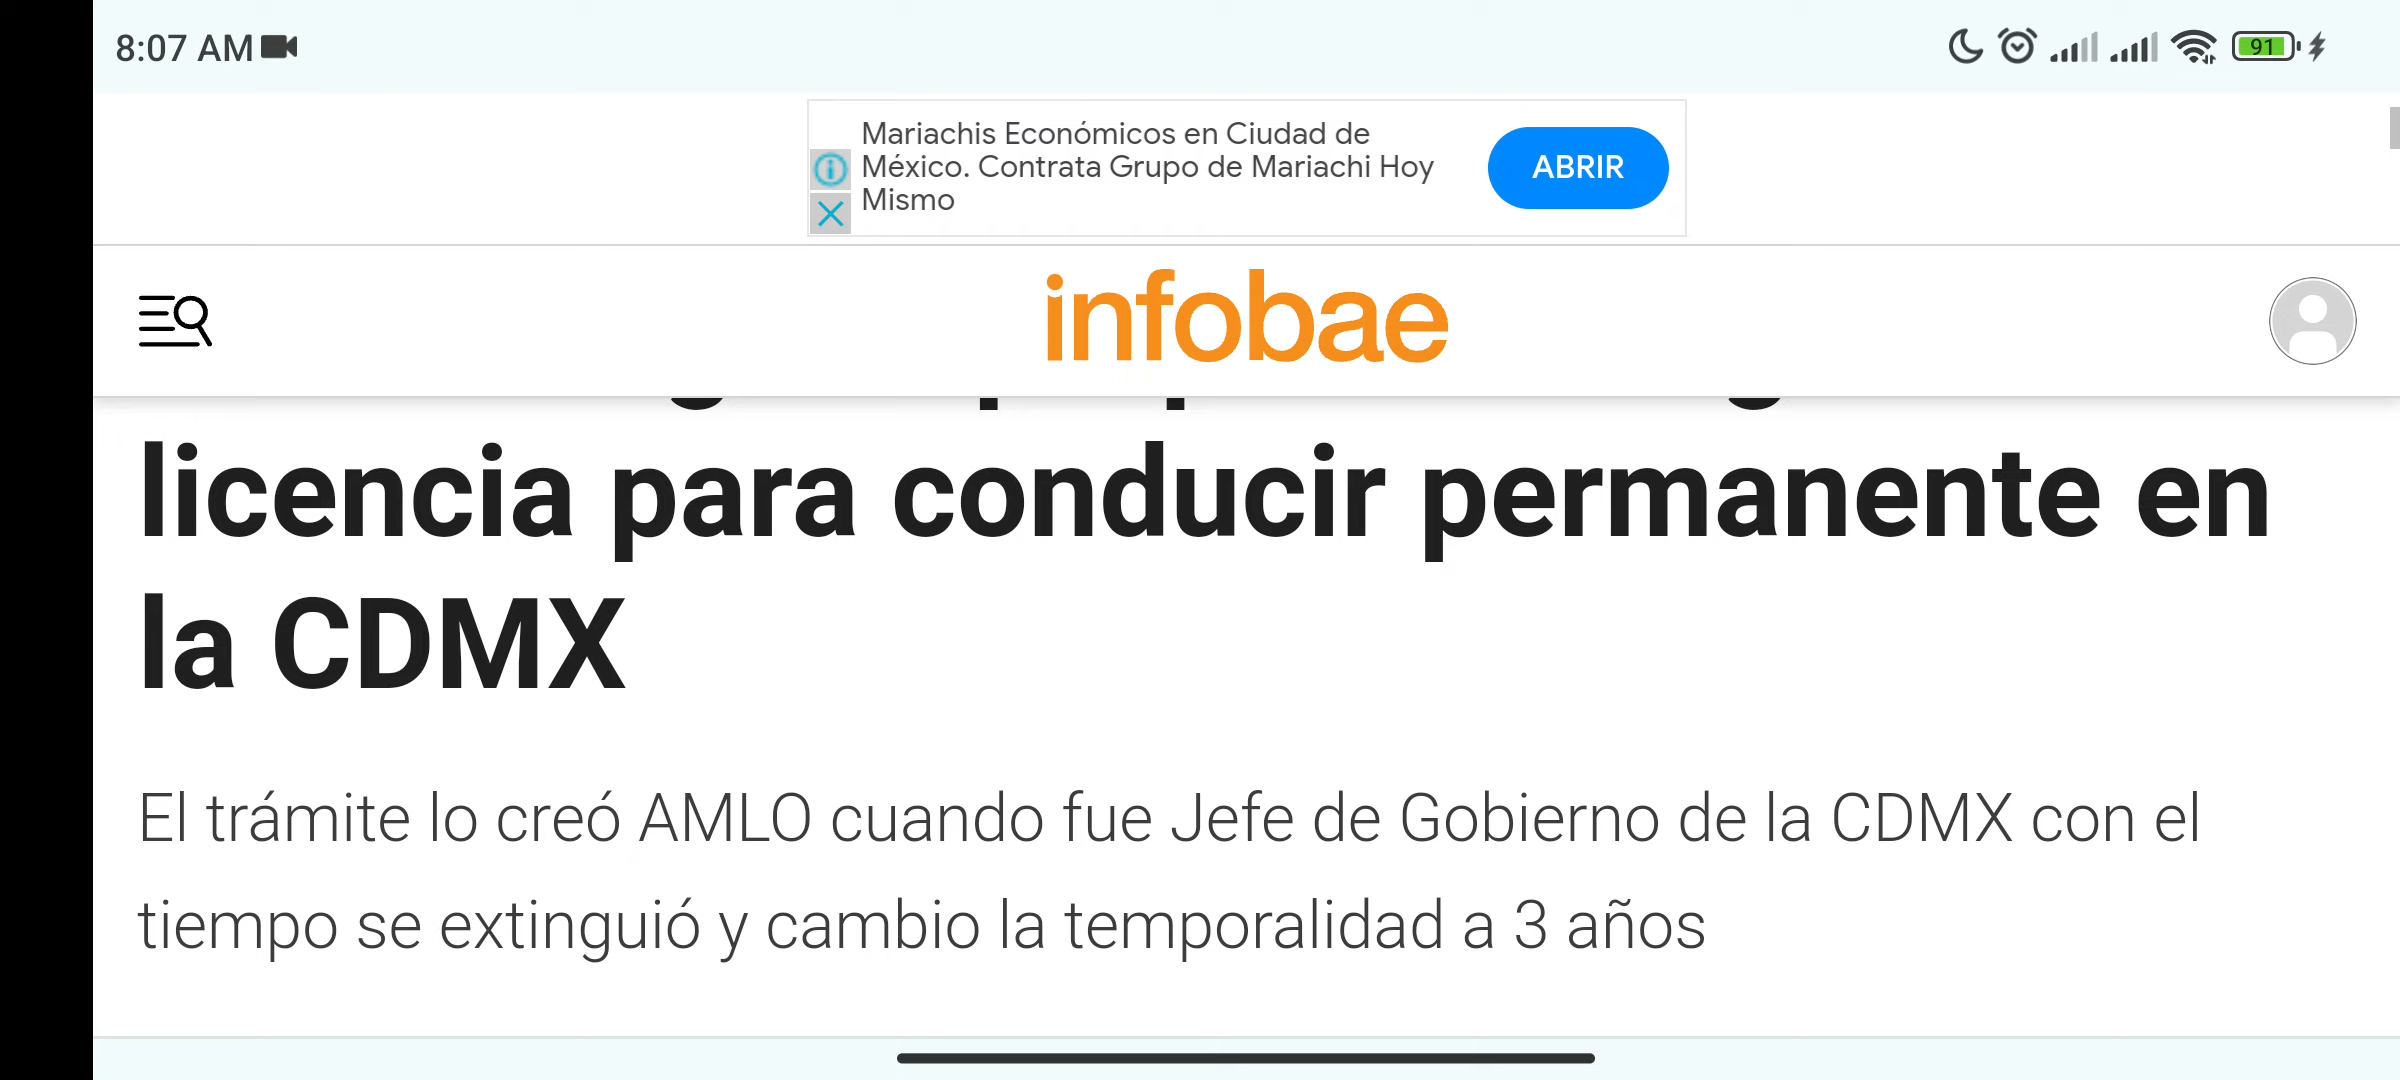 8:07 AM
91
Mariachis Económicos en Ciudad de
México. Contrata Grupo de Mariachi Hoy
Mismo
ABRIR
infobae
licencia para conducir permanente en
la CDMX
El trámite lo creó AMLO cuando fue Jefe de Gobierno de la CDMX con el
tiempo se extinguió y cambio la temporalidad a 3 años